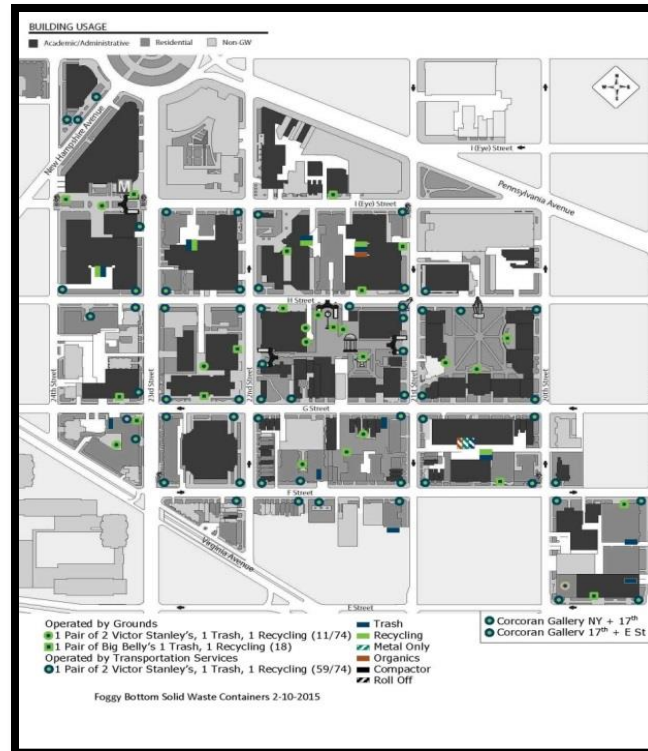 BUILDING USAGE
Academic/Administrative Residential Non-GW
New Hampshire Avenue
M
I (Eye) Street
Pennsylvania Avenue
I (Eye) Street
H Street
24th Street
23rd Street
22nd Street
21st Street
20th Street
G Street
F Street
Virginia Avenue
E Street
Operated by Grounds
1 Pair of 2 Victor Stanley's, 1 Trash, 1 Recycling (11/74)
1 Pair of Big Belly's 1 Trash, 1 Recycling (18)
Operated by Transportation Services
1 Pair of 2 Victor Stanley's, 1 Trash, 1 Recycling (59/74)
Trash
Recycling
Metal Only
Organics
Compactor
Roll Off
Corcoran Gallery NY + 17th
Corcoran Gallery 17th + E St
Foggy Bottom Solid Waste Containers 2-10-2015